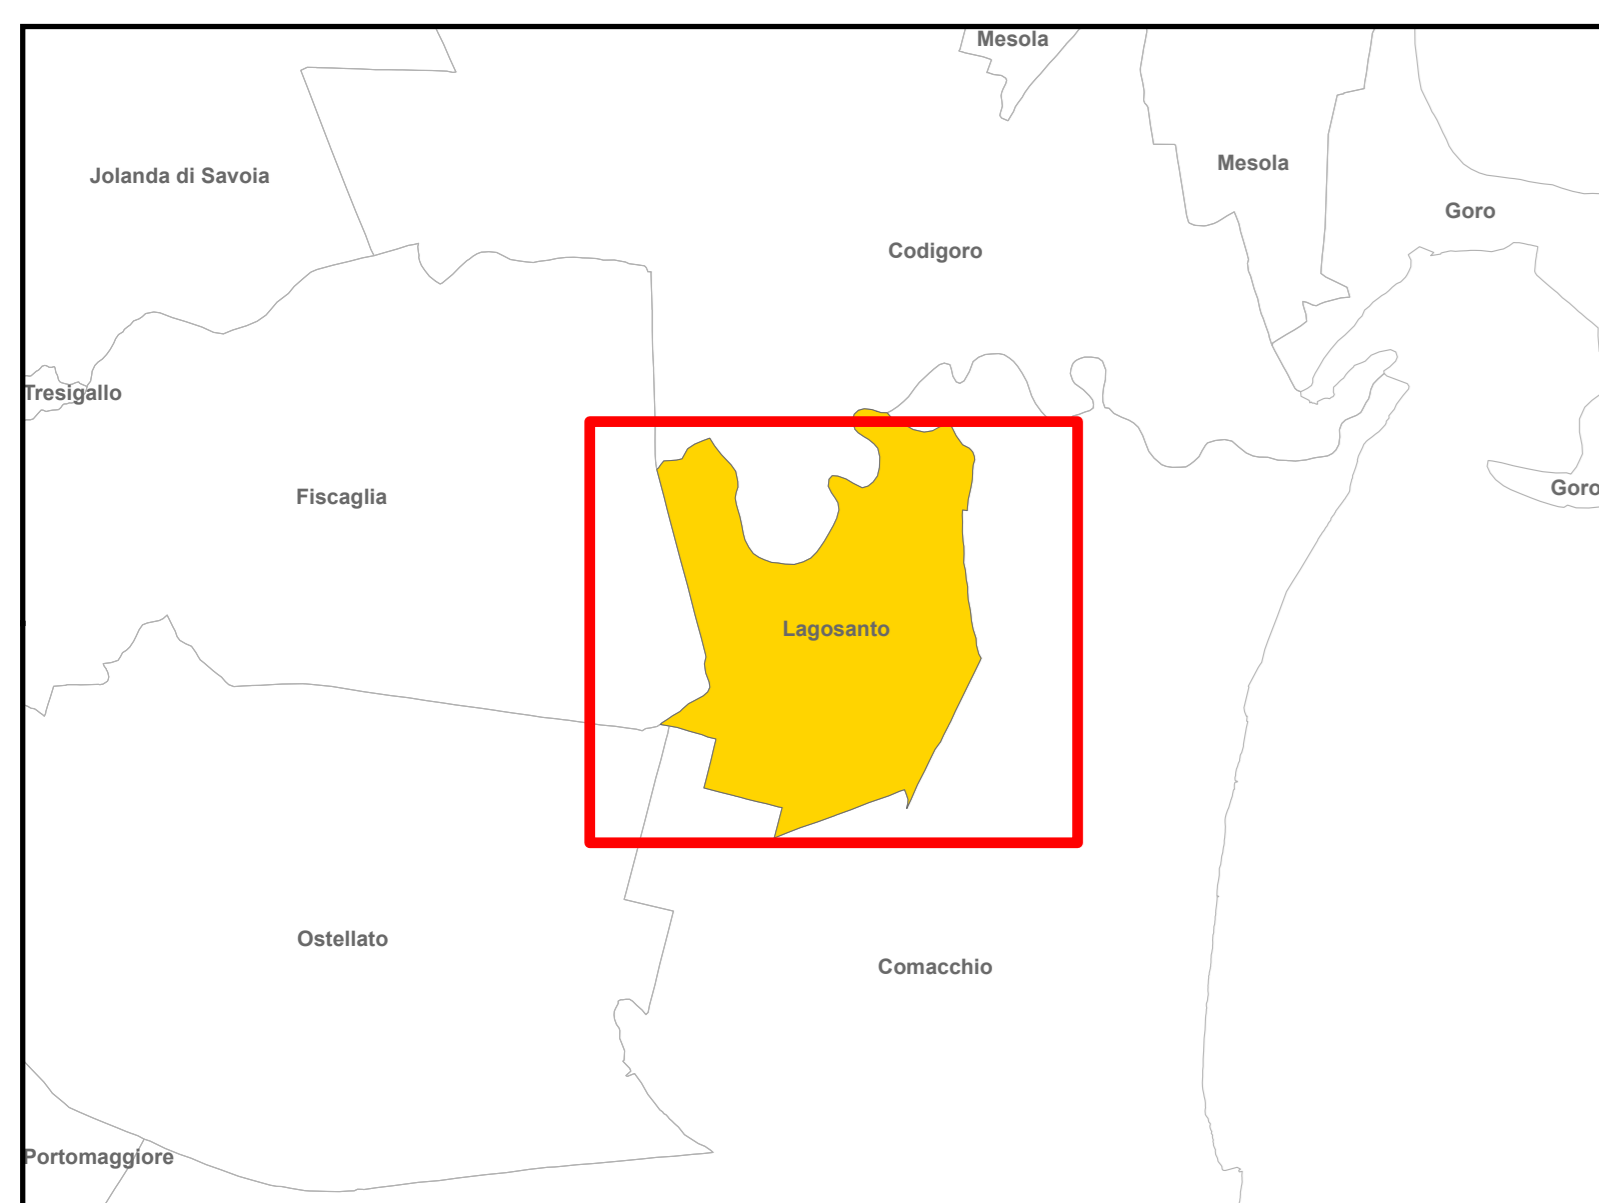 Mesola
Mesola
Jolanda di Savoia
Goro
Codigoro
Tresigallo
Goro
Fiscaglia
Lagosanto
Ostellato
Comacchio
Portomaggiore